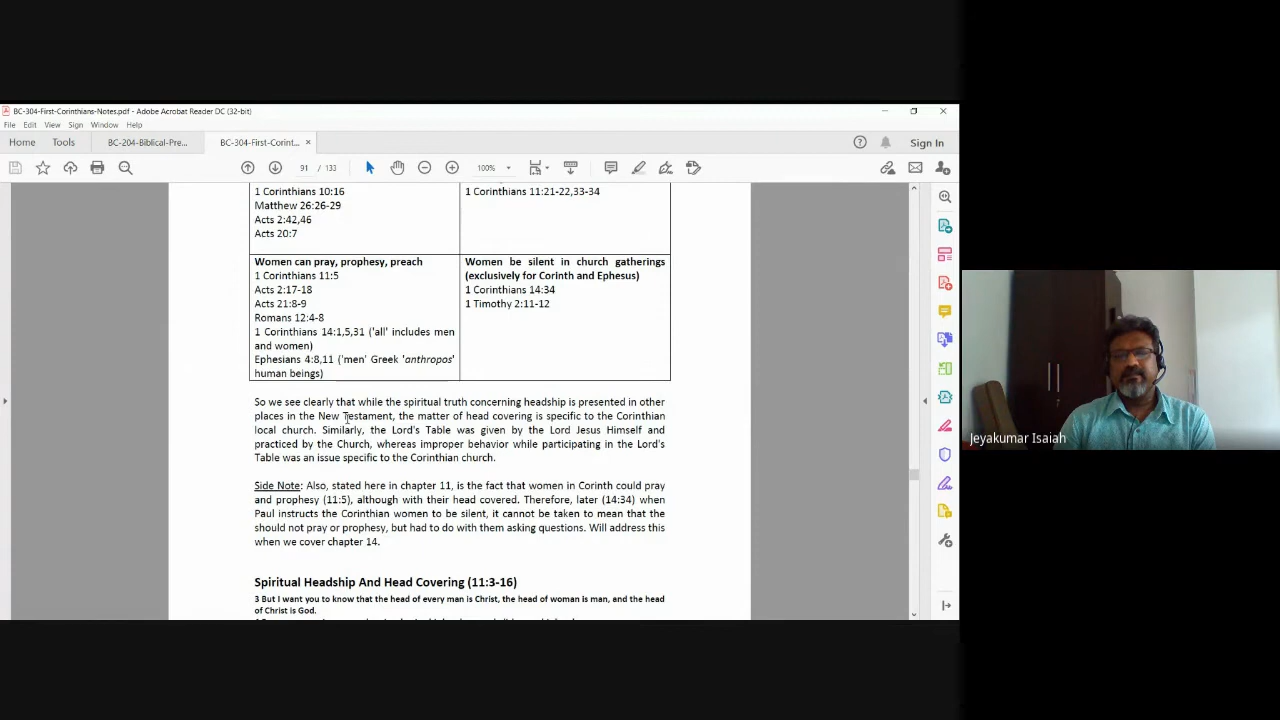 BC-304-First-Corinthians-Notes.pdf - Adobe Acrobat Reader DC (32-bit)
File Edit View Sign Window Help
Home Tools BC-204-Biblical-Pre... BC-304-First-Corint... × Sign In
91 / 133 100%
1 Corinthians 10:16
Matthew 26:26-29
Acts 2:42,46
Acts 20:7
1 Corinthians 11:21-22,33-34
Women can pray, prophesy, preach
1 Corinthians 11:5
Acts 2:17-18
Acts 21:8-9
Romans 12:4-8
1 Corinthians 14:1,5,31 ('all' includes men
and women)
Ephesians 4:8,11 ('men' Greek 'anthropos'
human beings)
Women be silent in church gatherings
(exclusively for Corinth and Ephesus)
1 Corinthians 14:34
1 Timothy 2:11-12
So we see clearly that while the spiritual truth concerning headship is presented in other
places in the New Testament, the matter of head covering is specific to the Corinthian
local church. Similarly, the Lord's Table was given by the Lord Jesus Himself and
practiced by the Church, whereas improper behavior while participating in the Lord's
Table was an issue specific to the Corinthian church.
Side Note: Also, stated here in chapter 11, is the fact that women in Corinth could pray
and prophesy (11:5), although with their head covered. Therefore, later (14:34) when
Paul instructs the Corinthian women to be silent, it cannot be taken to mean that the
should not pray or prophesy, but had to do with them asking questions. Will address this
when we cover chapter 14.
Spiritual Headship And Head Covering (11:3-16)
3 But I want you to know that the head of every man is Christ, the head of woman is man, and the head
of Christ is God.
Jeyakumar Isaiah